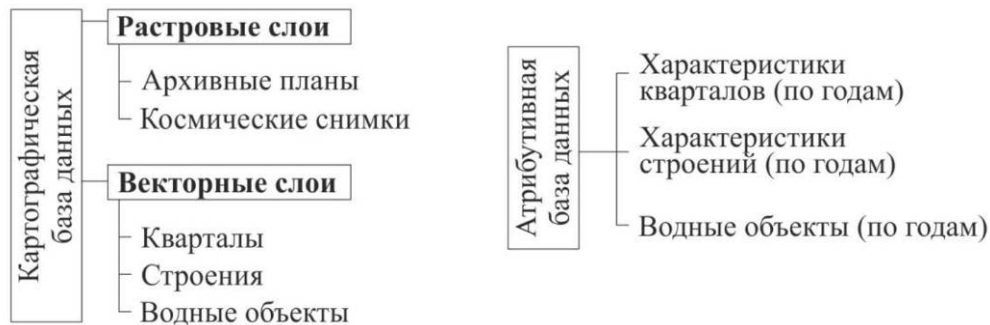 Картографическая
база данных
Растровые слои
Архивные планы
Космические снимки
Векторные слои
Кварталы
Строения
Водные объекты
Атрибутивная
база данных
Характеристики
кварталов (по годам)
Характеристики
строений (по годам)
Водные объекты (по годам)